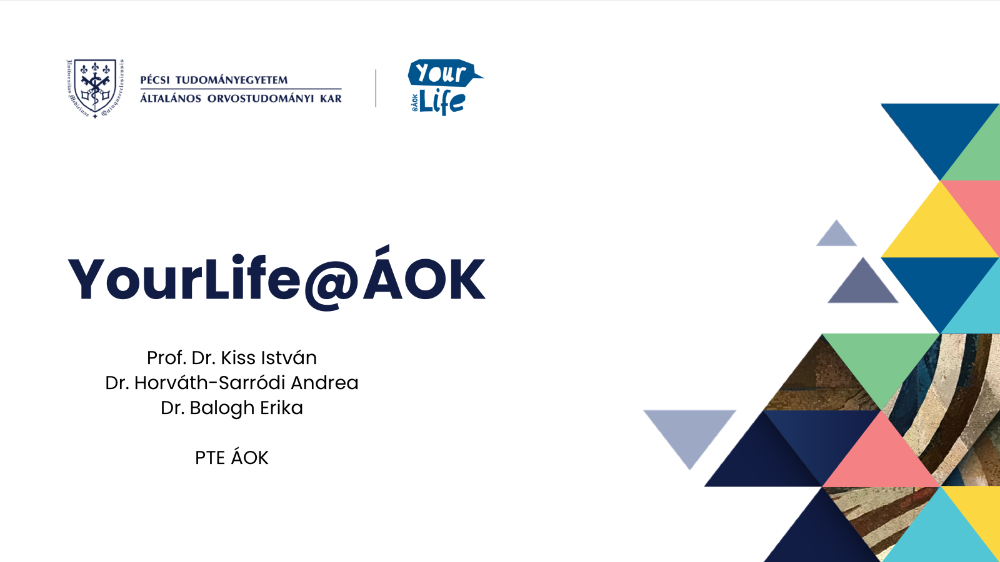 Universitas Medicinae Quinqueecclesiensis
PÉCSI TUDOMÁNYEGYETEM
ÁLTALÁNOS ORVOSTUDOMÁNYI KAR
Your
@ÁOK Life
YourLife@ÁOK
Prof. Dr. Kiss István
Dr. Horváth-Sarródi Andrea
Dr. Balogh Erika
PTE ÁOK